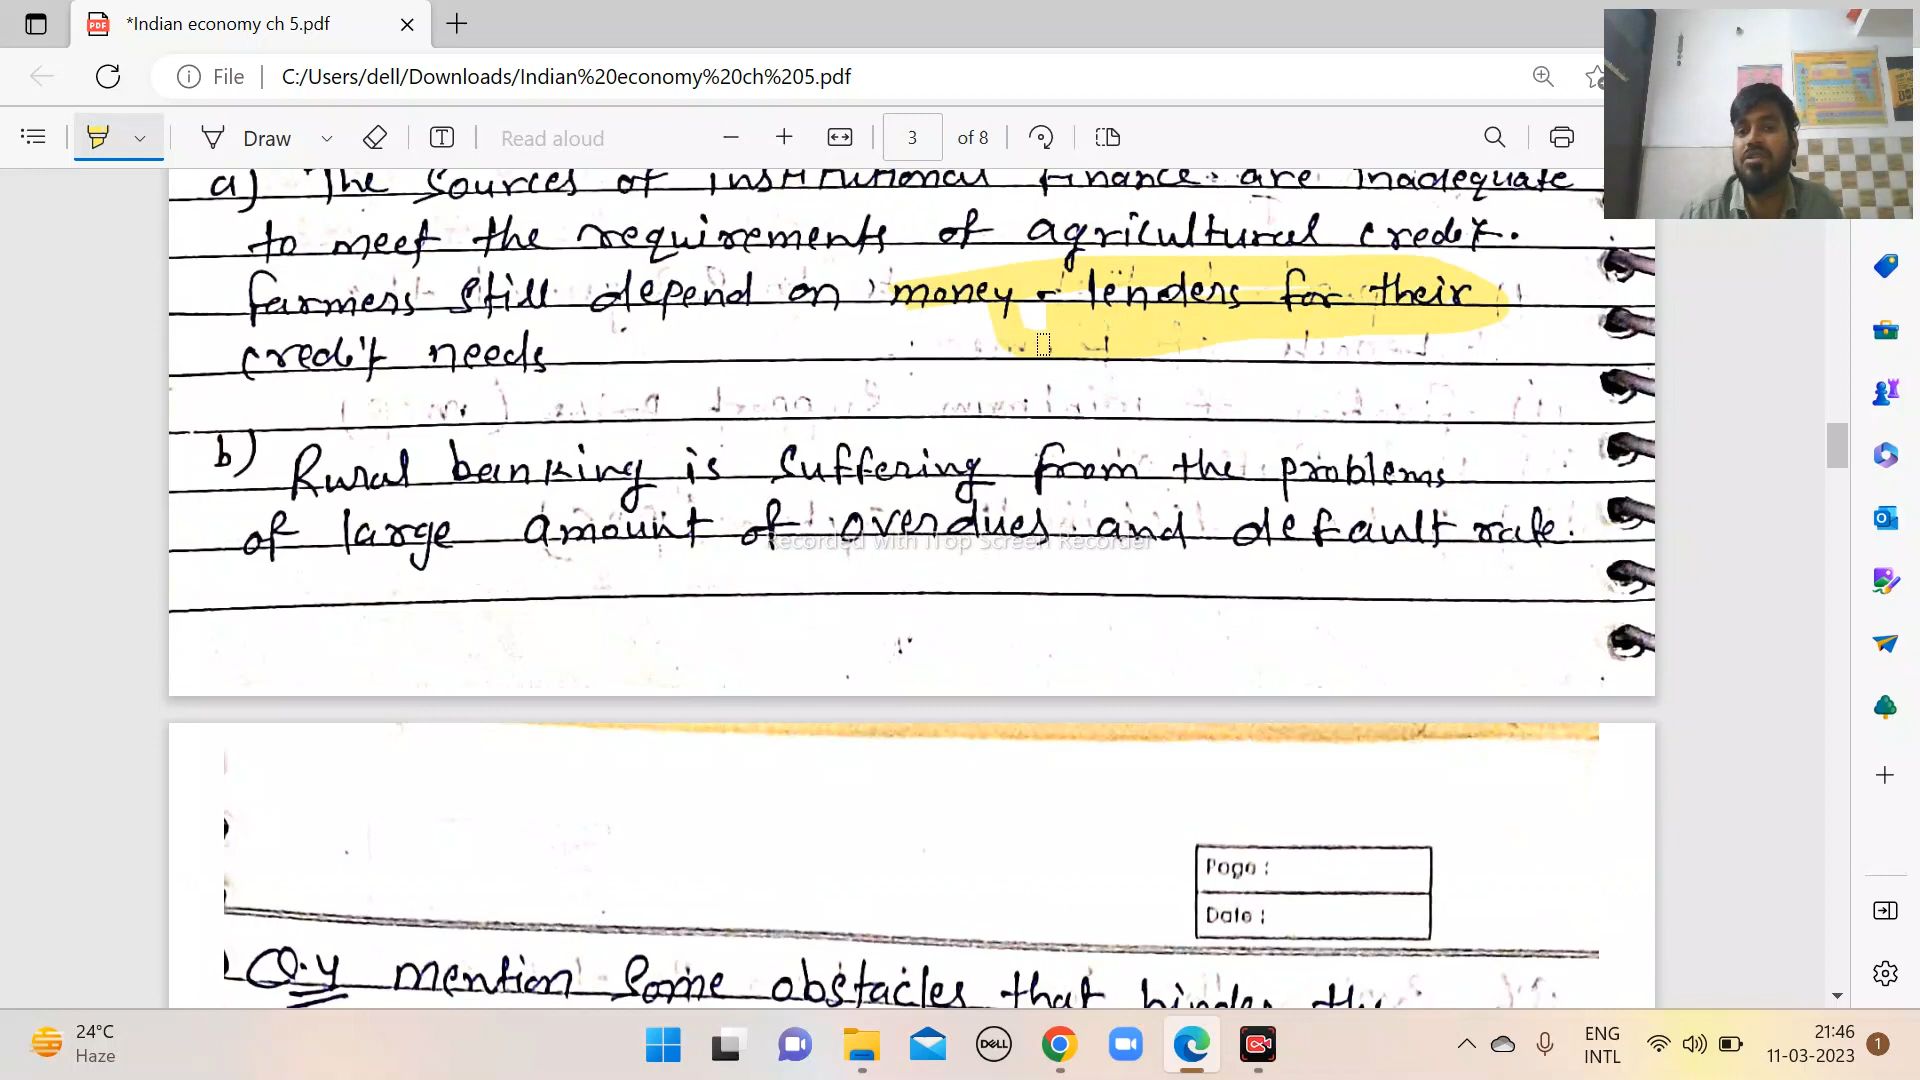 *Indian economy ch 5.pdf
File
C:/Users/dell/Downloads/Indian%20economy%20ch%205.pdf
Draw
Read aloud
3 of 8
a) The Sources of institutional finance are inadequate
to meet the requirements of agricultural credit.
farmers still depend on money - lenders for their
credit needs
b) Rural banking is suffering from the problems
of large amount of overdues and default rate.
Recorded with iTop Screen Recorder
Page :
Date :
Q.4 mention Some obstacles that hinder the
24°C
Haze
DELL
ENG
INTL
21:46
11-03-2023
1